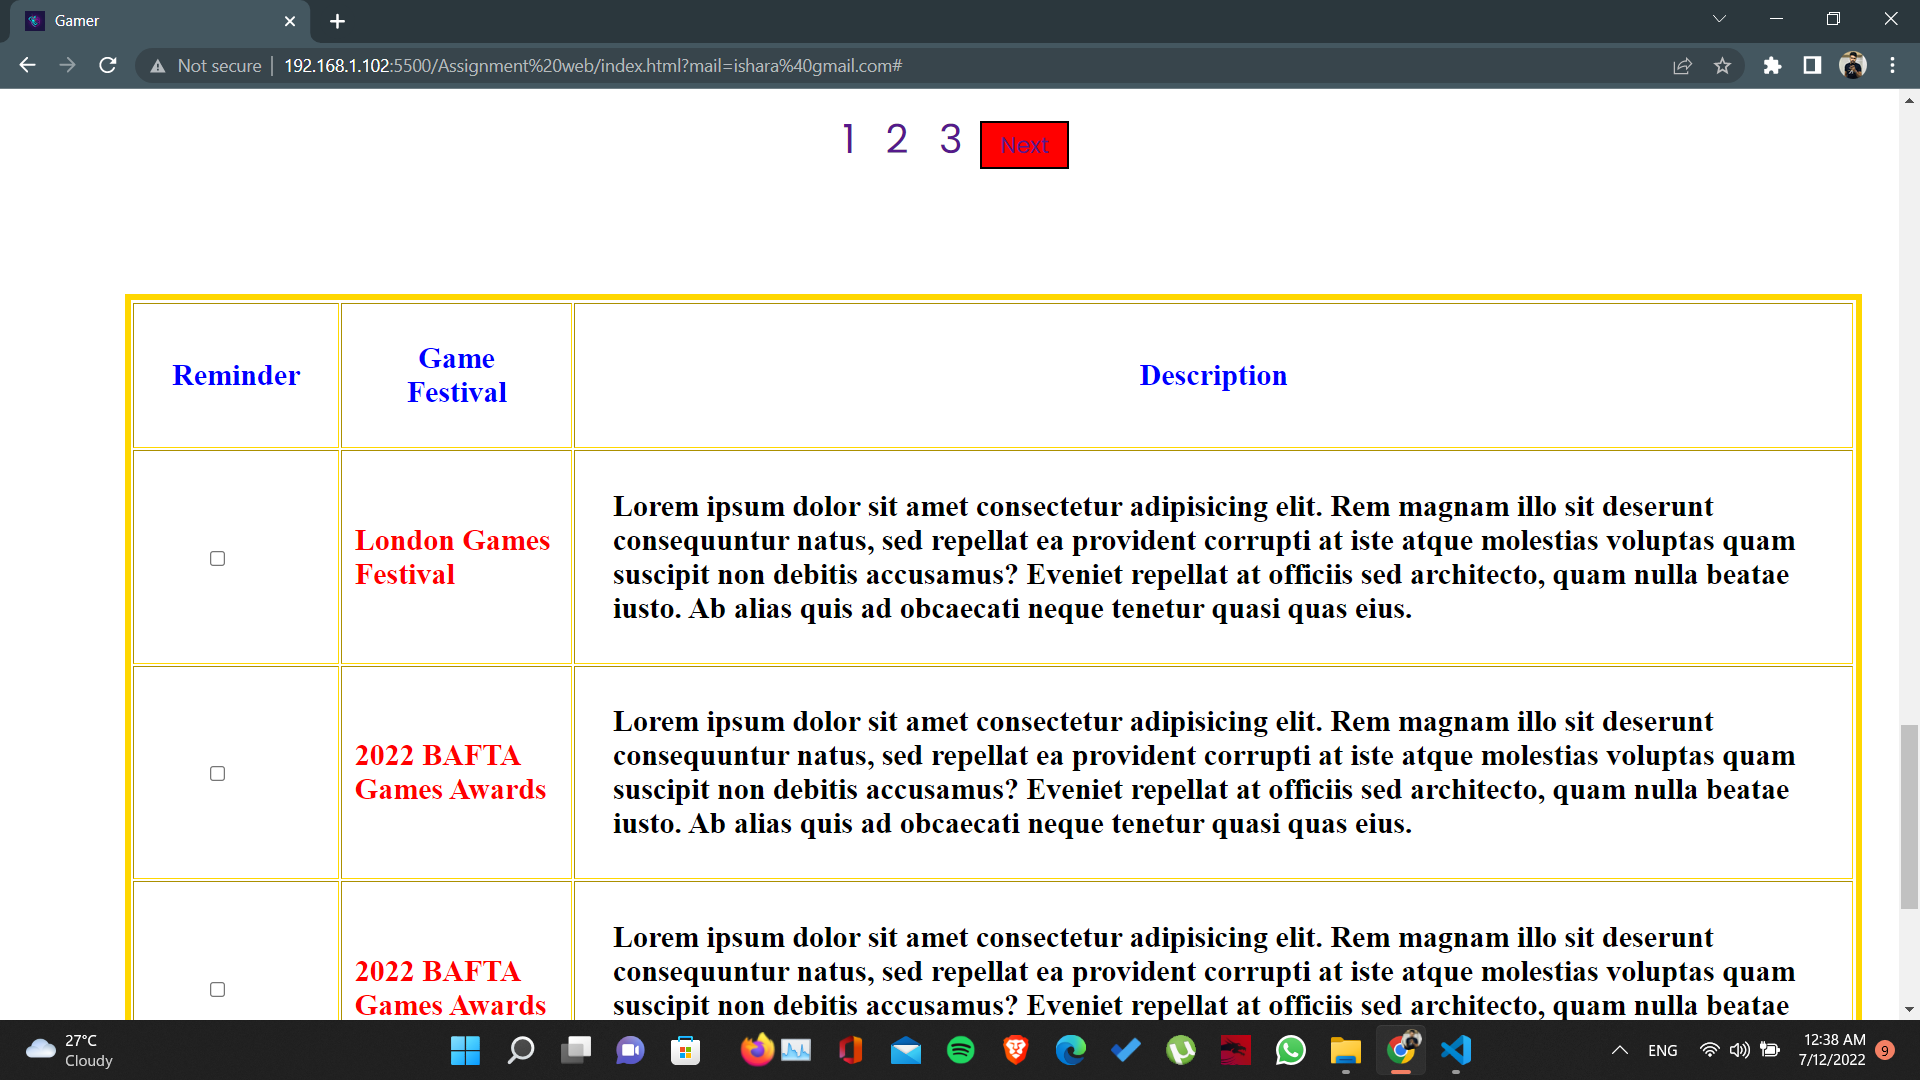 Gamer
Not secure
192.168.1.102:5500/Assignment%20web/index.html?mail=ishara%40gmail.com#
1 2 3 Next
Reminder
Game
Festival
Description
London Games
Festival
Lorem ipsum dolor sit amet consectetur adipisicing elit. Rem magnam illo sit deserunt
consequuntur natus, sed repellat ea provident corrupti at iste atque molestias voluptas quam
suscipit non debitis accusamus? Eveniet repellat at officiis sed architecto, quam nulla beatae
iusto. Ab alias quis ad obcaecati neque tenetur quasi quas eius.
2022 BAFTA
Games Awards
Lorem ipsum dolor sit amet consectetur adipisicing elit. Rem magnam illo sit deserunt
consequuntur natus, sed repellat ea provident corrupti at iste atque molestias voluptas quam
suscipit non debitis accusamus? Eveniet repellat at officiis sed architecto, quam nulla beatae
iusto. Ab alias quis ad obcaecati neque tenetur quasi quas eius.
2022 BAFTA
Games Awards
Lorem ipsum dolor sit amet consectetur adipisicing elit. Rem magnam illo sit deserunt
consequuntur natus, sed repellat ea provident corrupti at iste atque molestias voluptas quam
suscipit non debitis accusamus? Eveniet repellat at officiis sed architecto, quam nulla beatae
27°C
Cloudy
ENG
12:38 AM
7/12/2022
9